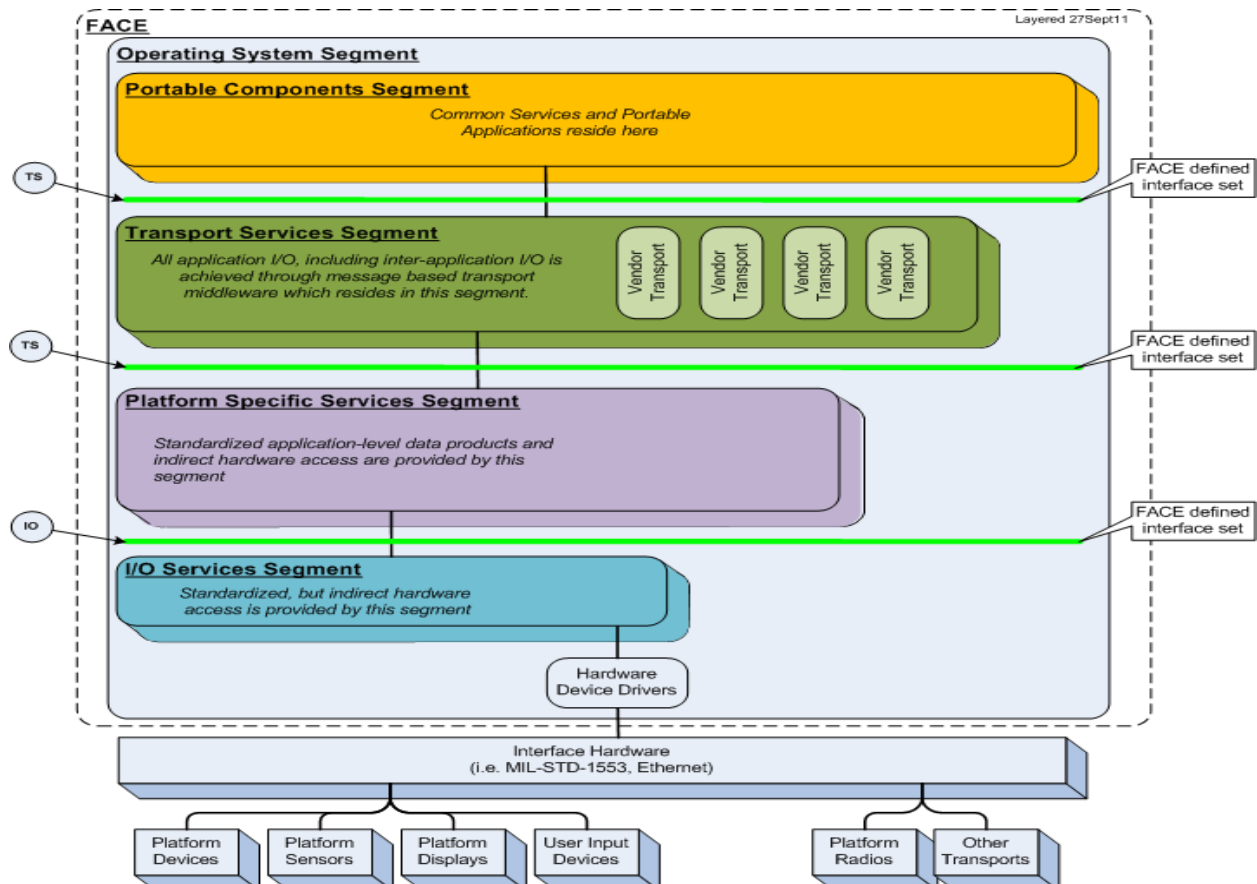 Layered 27Sept11
FACE
Operating System Segment
Portable Components Segment
Common Services and Portable
Applications reside here
TS
FACE defined
interface set
Transport Services Segment
All application I/O, including inter-application I/O is
achieved through message based transport
middleware which resides in this segment.
Vendor
Transport
Vendor
Transport
Vendor
Transport
Vendor
Transport
TS
FACE defined
interface set
Platform Specific Services Segment
Standardized application-level data products and
indirect hardware access are provided by this
segment
IO
FACE defined
interface set
I/O Services Segment
Standardized, but indirect hardware
access is provided by this segment
Hardware
Device Drivers
Interface Hardware
(i.e. MIL-STD-1553, Ethernet)
Platform
Devices
Platform
Sensors
Platform
Displays
User Input
Devices
Platform
Radios
Other
Transports